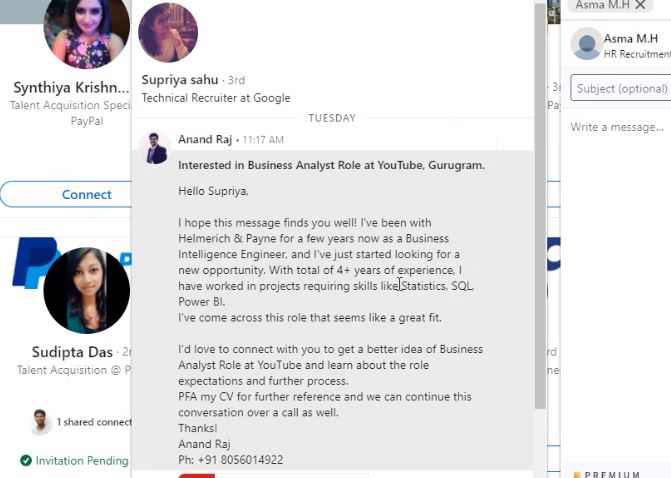 Synthiya Krishn...
Talent Acquisition Speci
PayPal
Connect
Sudipta Das · 2
Talent Acquisition @ P
1 shared connect
Invitation Pending
Supriya sahu · 3rd
Technical Recruiter at Google
TUESDAY
Anand Raj • 11:17 AM
Interested in Business Analyst Role at YouTube, Gurugram.
Hello Supriya,
I hope this message finds you well! I've been with
Helmerich & Payne for a few years now as a Business
Intelligence Engineer, and I've just started looking for a
new opportunity. With total of 4+ years of experience, I
have worked in projects requiring skills like Statistics, SQL,
Power BI.
I've come across this role that seems like a great fit.
I'd love to connect with you to get a better idea of Business
Analyst Role at YouTube and learn about the role
expectations and further process.
PFA my CV for further reference and we can continue this
conversation over a call as well.
Thanks!
Anand Raj
Ph: +91 8056014922
Asma M.H
Asma M.H
HR Recruitment
Subject (optional)
Write a message...
PREMIUM